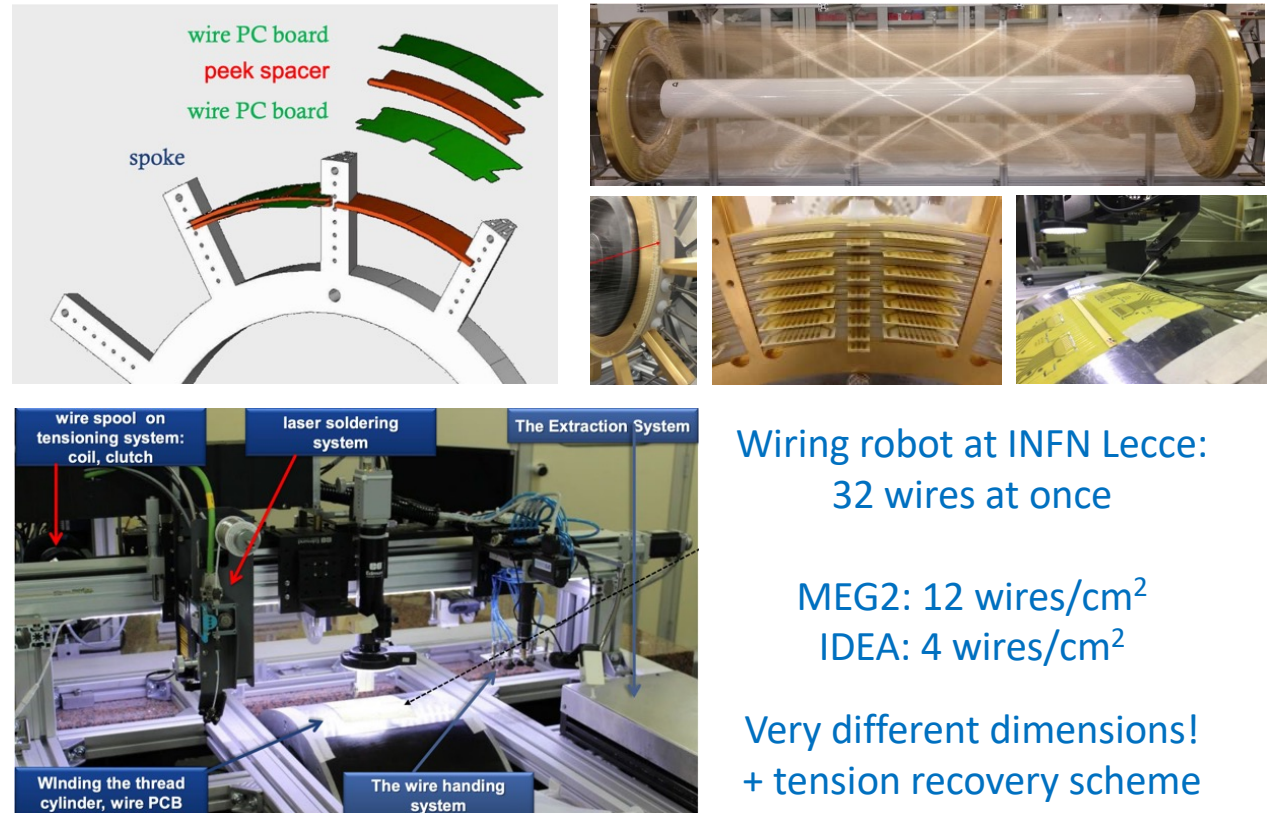 wire PC board
peek spacer
wire PC board
spoke
wire spool on
tensioning system:
coil, clutch
laser soldering
system
The Extraction System
WInding the thread
cylinder, wire PCB
The wire handing
system
Wiring robot at INFN Lecce:
32 wires at once
MEG2: 12 wires/cm²
IDEA: 4 wires/cm²
Very different dimensions!
+ tension recovery scheme